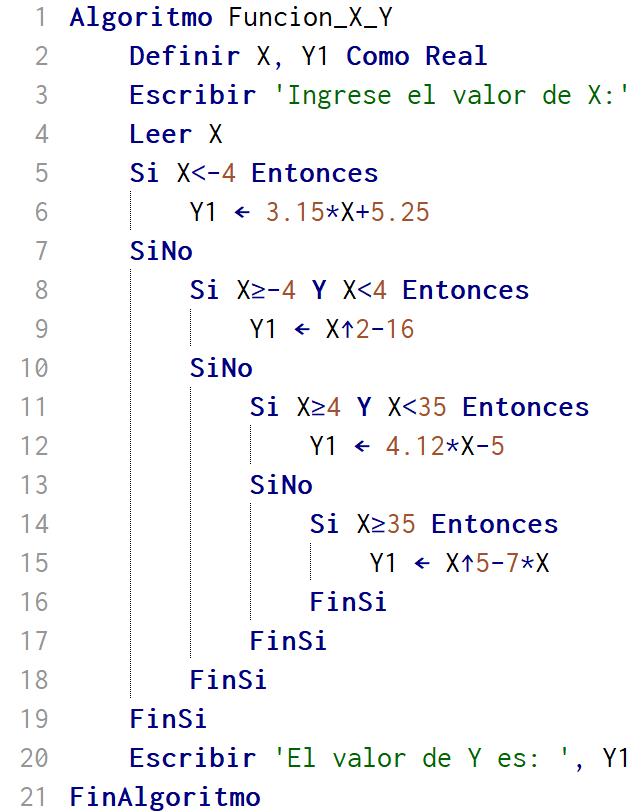 1 Algoritmo Funcion_X_Y
2 Definir X, Y1 Como Real
3 Escribir 'Ingrese el valor de X:'
4 Leer X
5 Si X<-4 Entonces
6 Y1 ← 3.15*X+5.25
7 SiNo
8 Si X≥-4 Y X<4 Entonces
9 Y1 ← X↑2-16
10 SiNo
11 Si X≥4 Y X<35 Entonces
12 Y1 ← 4.12*X-5
13 SiNo
14 Si X≥35 Entonces
15 Y1 ← X↑5-7*X
16 FinSi
17 FinSi
18 FinSi
19 FinSi
20 Escribir 'El valor de Y es: ', Y1
21 FinAlgoritmo